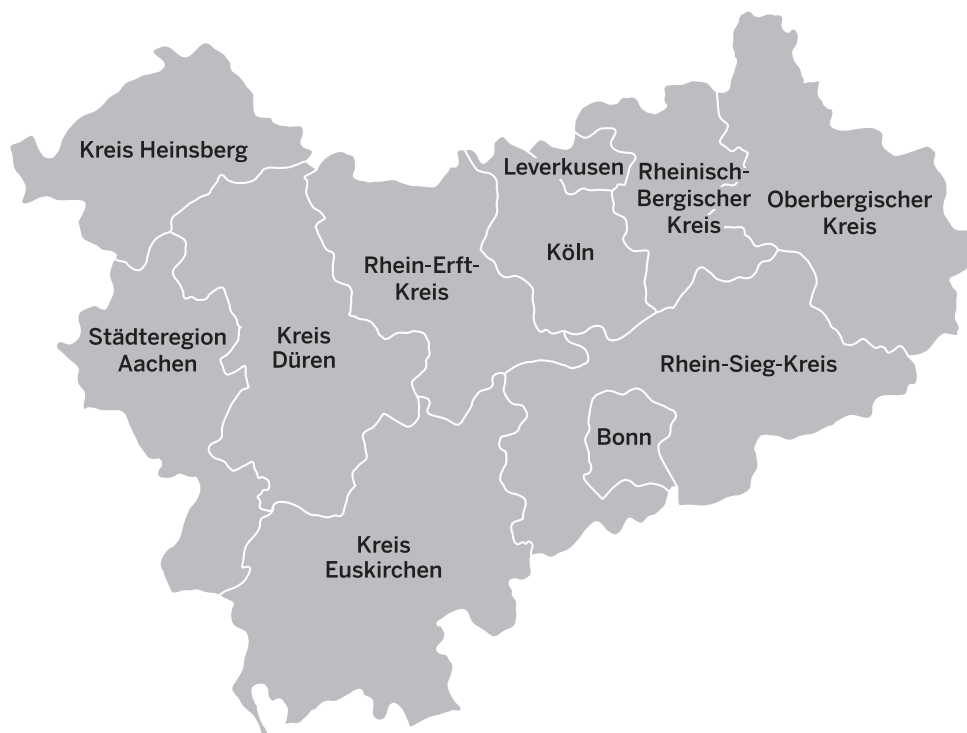 Kreis Heinsberg
Leverkusen
Rheinisch-
Bergischer
Kreis
Oberbergischer
Kreis
Köln
Rhein-Erft-
Kreis
Städteregion
Aachen
Kreis
Düren
Rhein-Sieg-Kreis
Bonn
Kreis
Euskirchen